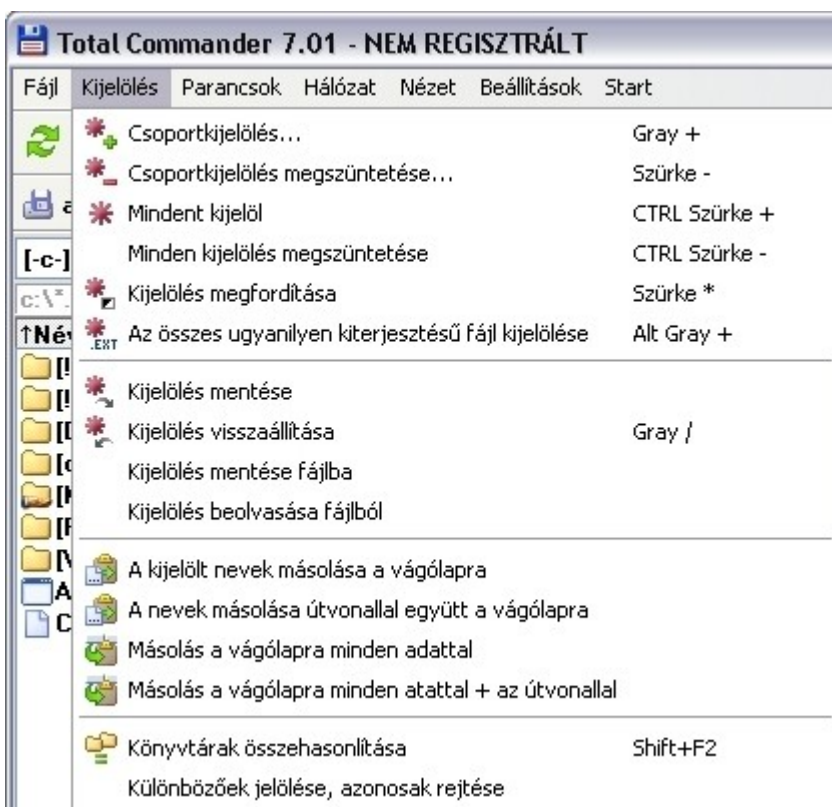 Total Commander 7.01 - NEM REGISZTRÁLT
Fájl Kijelölés Parancsok Hálózat Nézet Beállítások Start
Csoportkijelölés... Gray +
Csoportkijelölés megszüntetése... Szürke -
Mindent kijelöl CTRL Szürke +
[-c-] Minden kijelölés megszüntetése CTRL Szürke -
c:\*. Kijelölés megfordítása Szürke *
.EXT Az összes ugyanilyen kiterjesztésű fájl kijelölése Alt Gray +
Kijelölés mentése
Kijelölés visszaállítása Gray /
Kijelölés mentése fájlba
Kijelölés beolvasása fájlból
A kijelölt nevek másolása a vágólapra
A nevek másolása útvonallal együtt a vágólapra
Másolás a vágólapra minden adattal
Másolás a vágólapra minden atattal + az útvonallal
Könyvtárak összehasonlítása Shift+F2
Különbözőek jelölése, azonosak rejtése